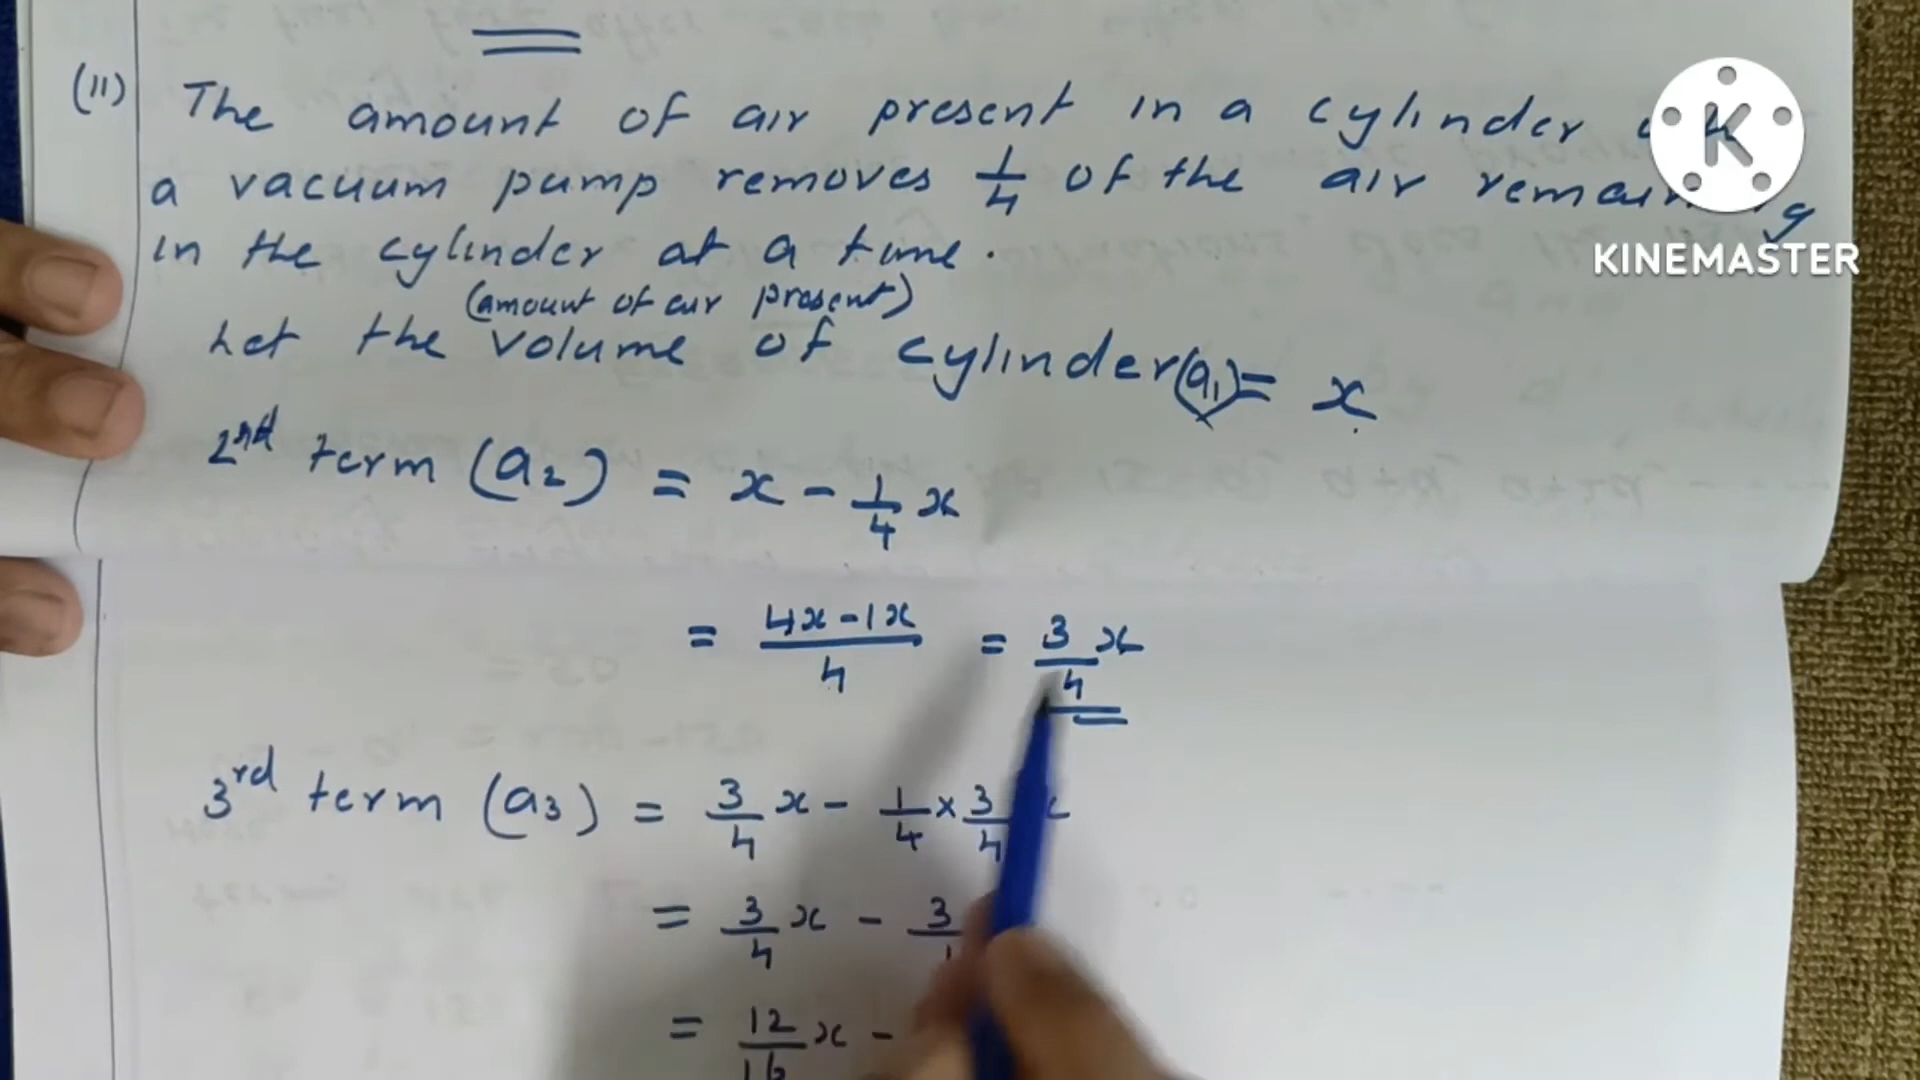 (11) The amount of air present in a cylinder
a vacuum pump removes 1/4 of the air remaining
in the cylinder at a time.
(amount of air present)
Let the volume of cylinder (a1) = x
2nd term (a2) = x - 1/4 x
= 4x - 1x / 4 = 3/4 x
3rd term (a3) = 3/4 x - 1/4 × 3/4 x
= 3/4 x - 3/
= 12/16 x -
K
KINEMASTER